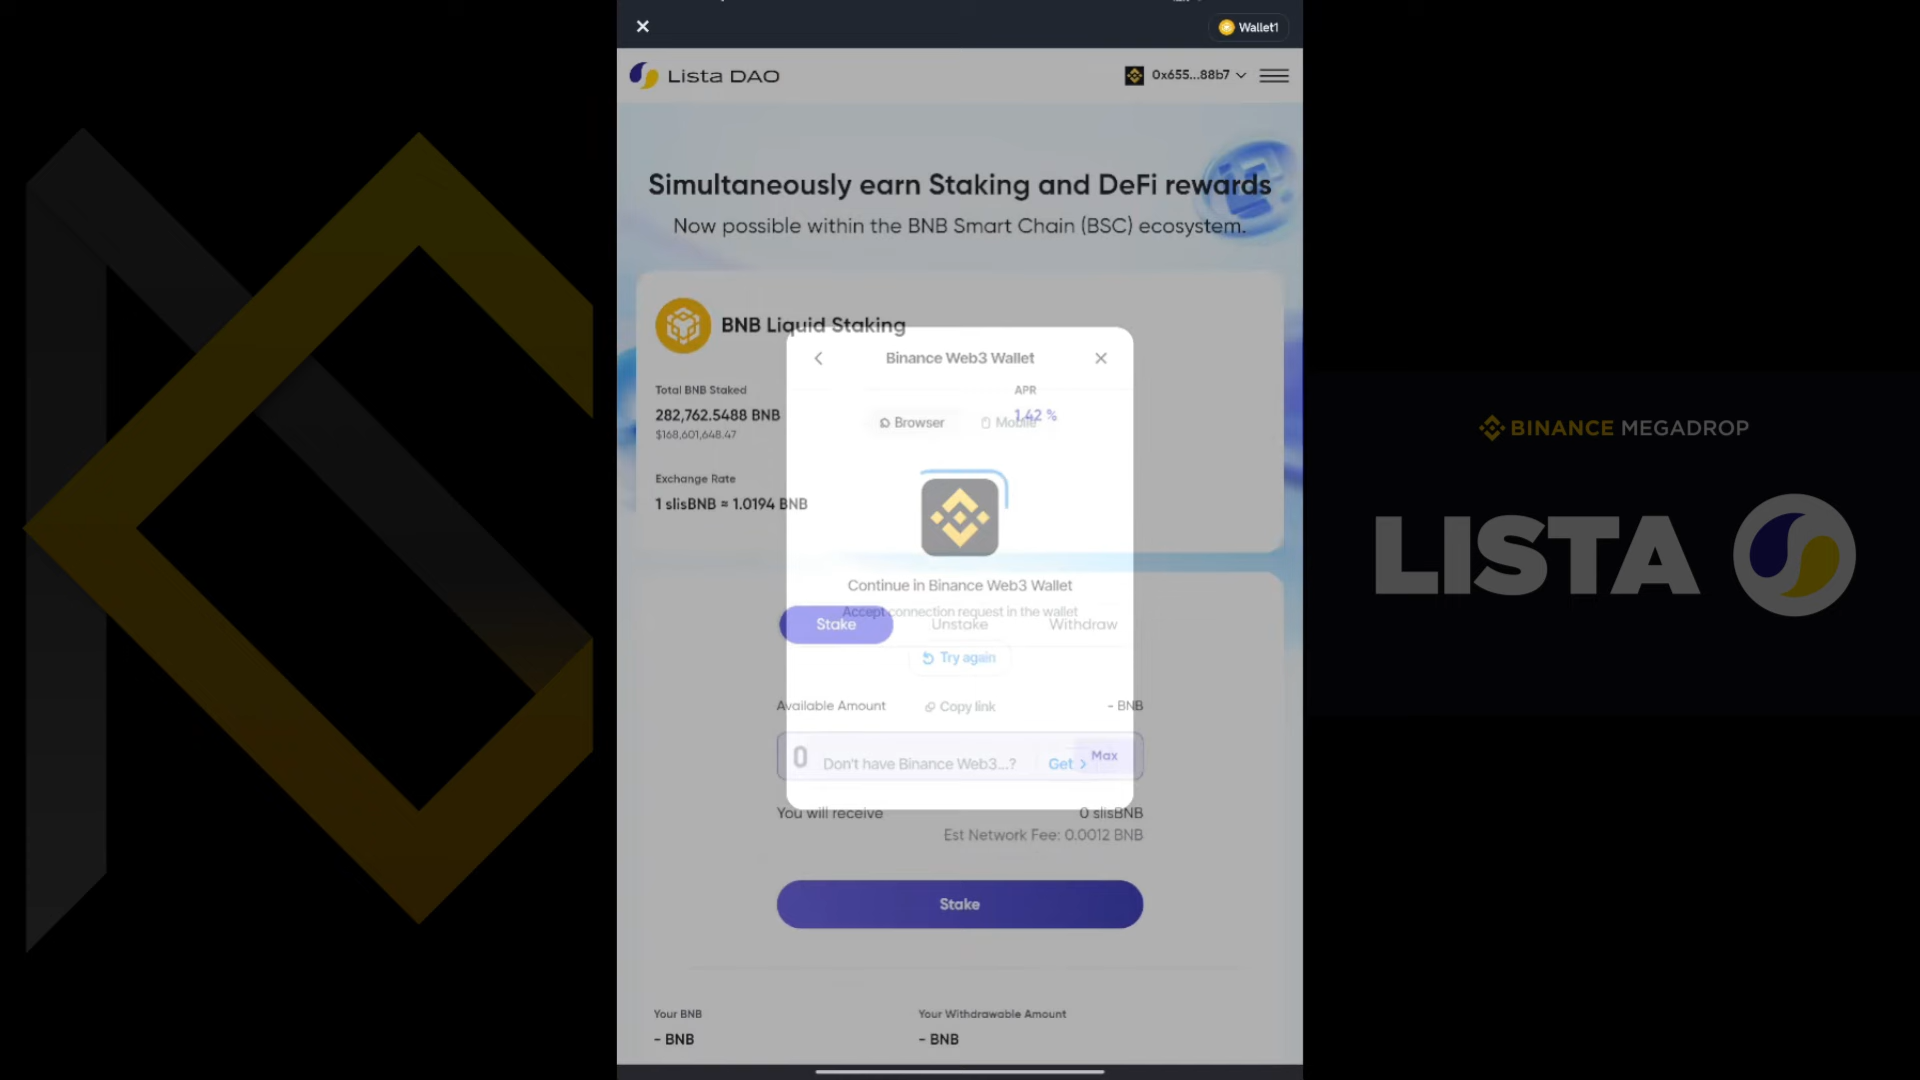 Wallet1
Lista DAO
0x655...88b7
Simultaneously earn Staking and DeFi rewards
Now possible within the BNB Smart Chain (BSC) ecosystem.
BNB Liquid Staking
Binance Web3 Wallet
Total BNB Staked
APR
282,762.5488 BNB
1.42 %
$168,601,648.47
Browser
Mobile
Exchange Rate
1 slisBNB ≈ 1.0194 BNB
Continue in Binance Web3 Wallet
Accept connection request in the wallet
Stake
Unstake
Withdraw
Try again
Available Amount
Copy link
- BNB
0
Don't have Binance Web3...?
Get
Max
You will receive
0 slisBNB
Est Network Fee: 0.0012 BNB
Stake
Your BNB
Your Withdrawable Amount
- BNB
- BNB
BINANCE MEGADROP
LISTA